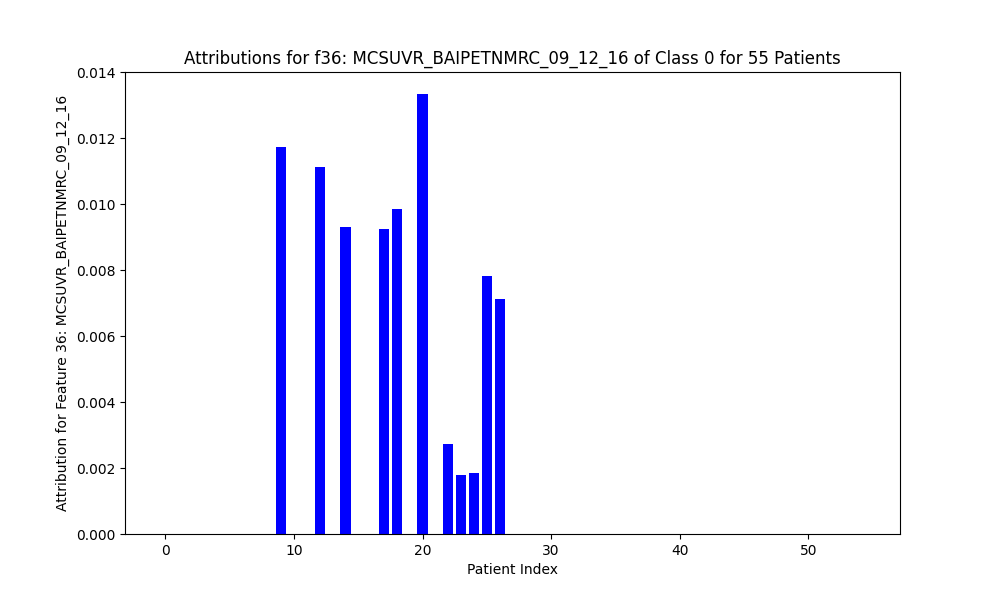 Attributions for f36: MCSUVR_BAIPETNMRC_09_12_16 of Class 0 for 55 Patients
Attribution for Feature 36: MCSUVR_BAIPETNMRC_09_12_16
0.014
0.012
0.010
0.008
0.006
0.004
0.002
0.000
0 10 20 30 40 50
Patient Index